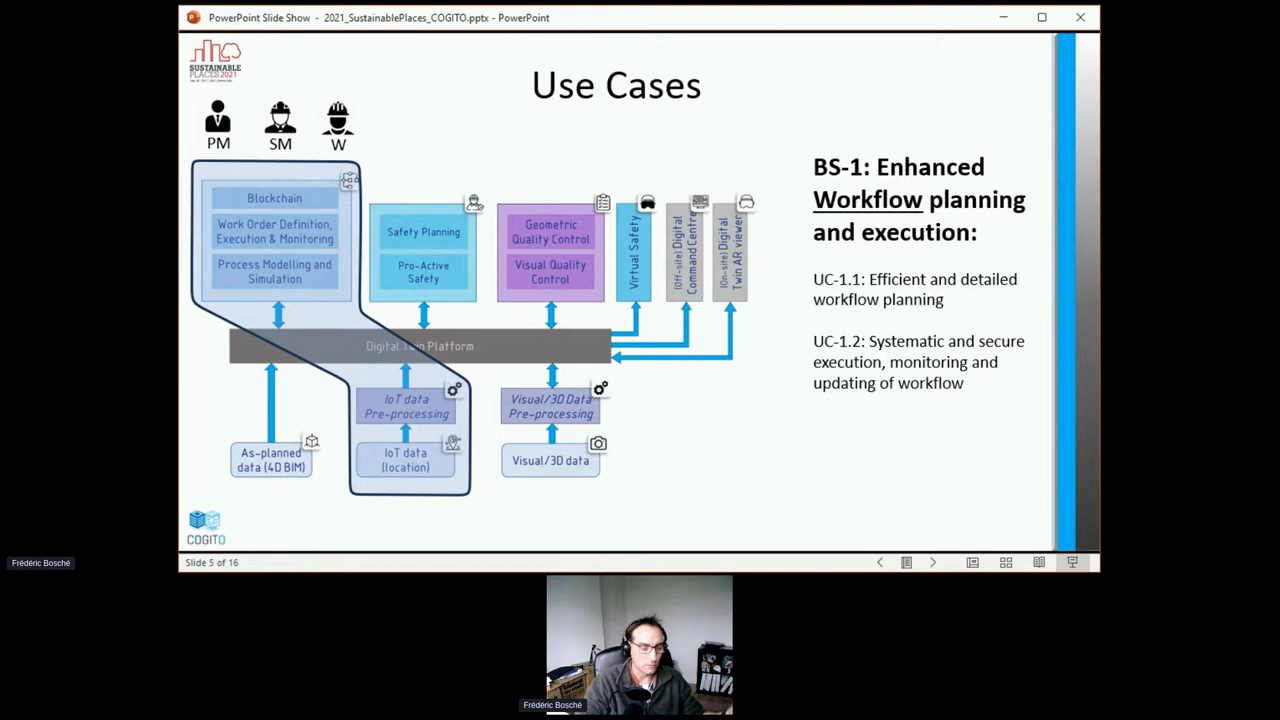 PowerPoint Slide Show - 2021_SustainablePlaces_COGITO.pptx - PowerPoint
SUSTAINABLE
PLACES 2021
Use Cases
PM
SM
W
Blockchain
Work Order Definition,
Execution & Monitoring
Process Modelling and
Simulation
Safety Planning
Pro-Active
Safety
Geometric
Quality Control
Visual Quality
Control
Virtual Safety
(Off-site) Digital
Command Centre
(On-site) Digital
Twin AR viewer
Digital Twin Platform
IoT data
Pre-processing
Visual/3D Data
Pre-processing
As-planned
data (4D BIM)
IoT data
(location)
Visual/3D data
BS-1: Enhanced
Workflow planning
and execution:
UC-1.1: Efficient and detailed
workflow planning
UC-1.2: Systematic and secure
execution, monitoring and
updating of workflow
COGITO
Slide 5 of 16
Frédéric Bosché
Frédéric Bosché